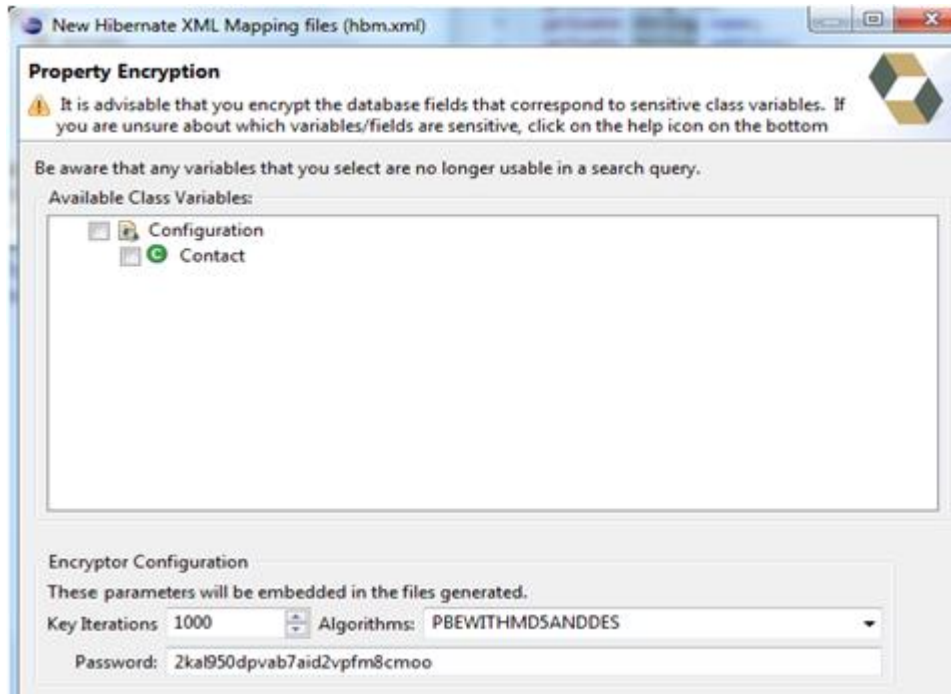 New Hibernate XML Mapping files (hbm.xml)
Property Encryption
It is advisable that you encrypt the database fields that correspond to sensitive class variables. If
you are unsure about which variables/fields are sensitive, click on the help icon on the bottom
Be aware that any variables that you select are no longer usable in a search query.
Available Class Variables:
Configuration
Contact
Encryptor Configuration
These parameters will be embedded in the files generated.
Key Iterations 1000 Algorithms: PBEWITHMD5ANDDES
Password: 2kal950dpvab7aid2vpfm8cmoo